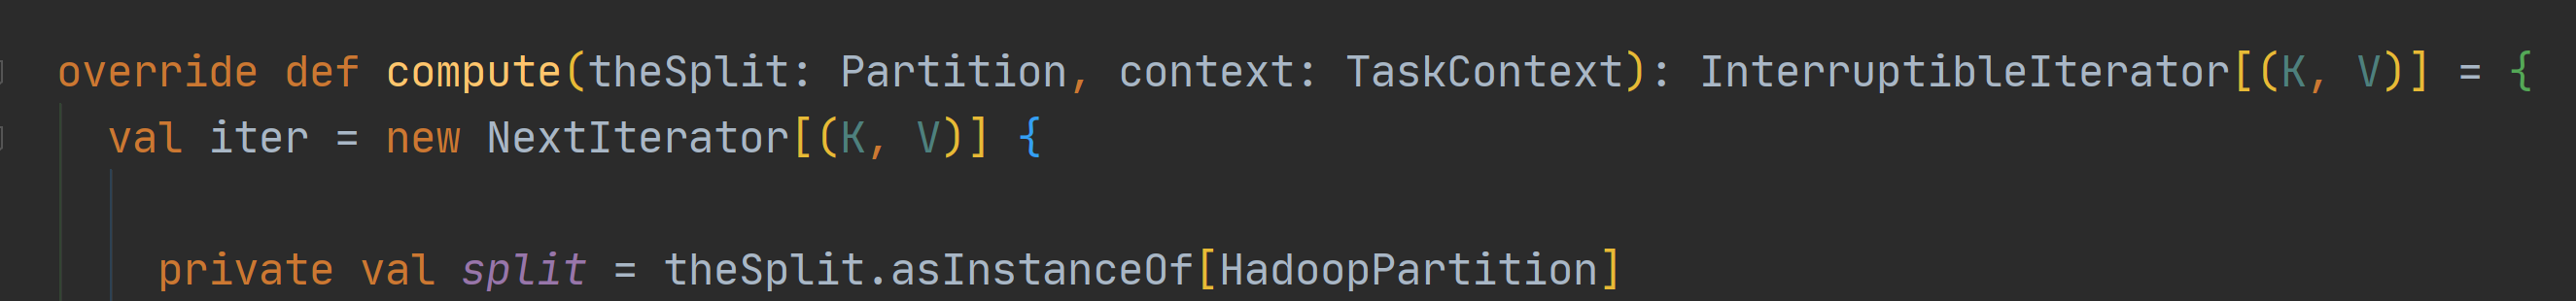 override def compute(theSplit: Partition, context: TaskContext): InterruptibleIterator[(K, V)] = {
val iter = new NextIterator[(K, V)] {
private val split = theSplit.asInstanceOf[HadoopPartition]